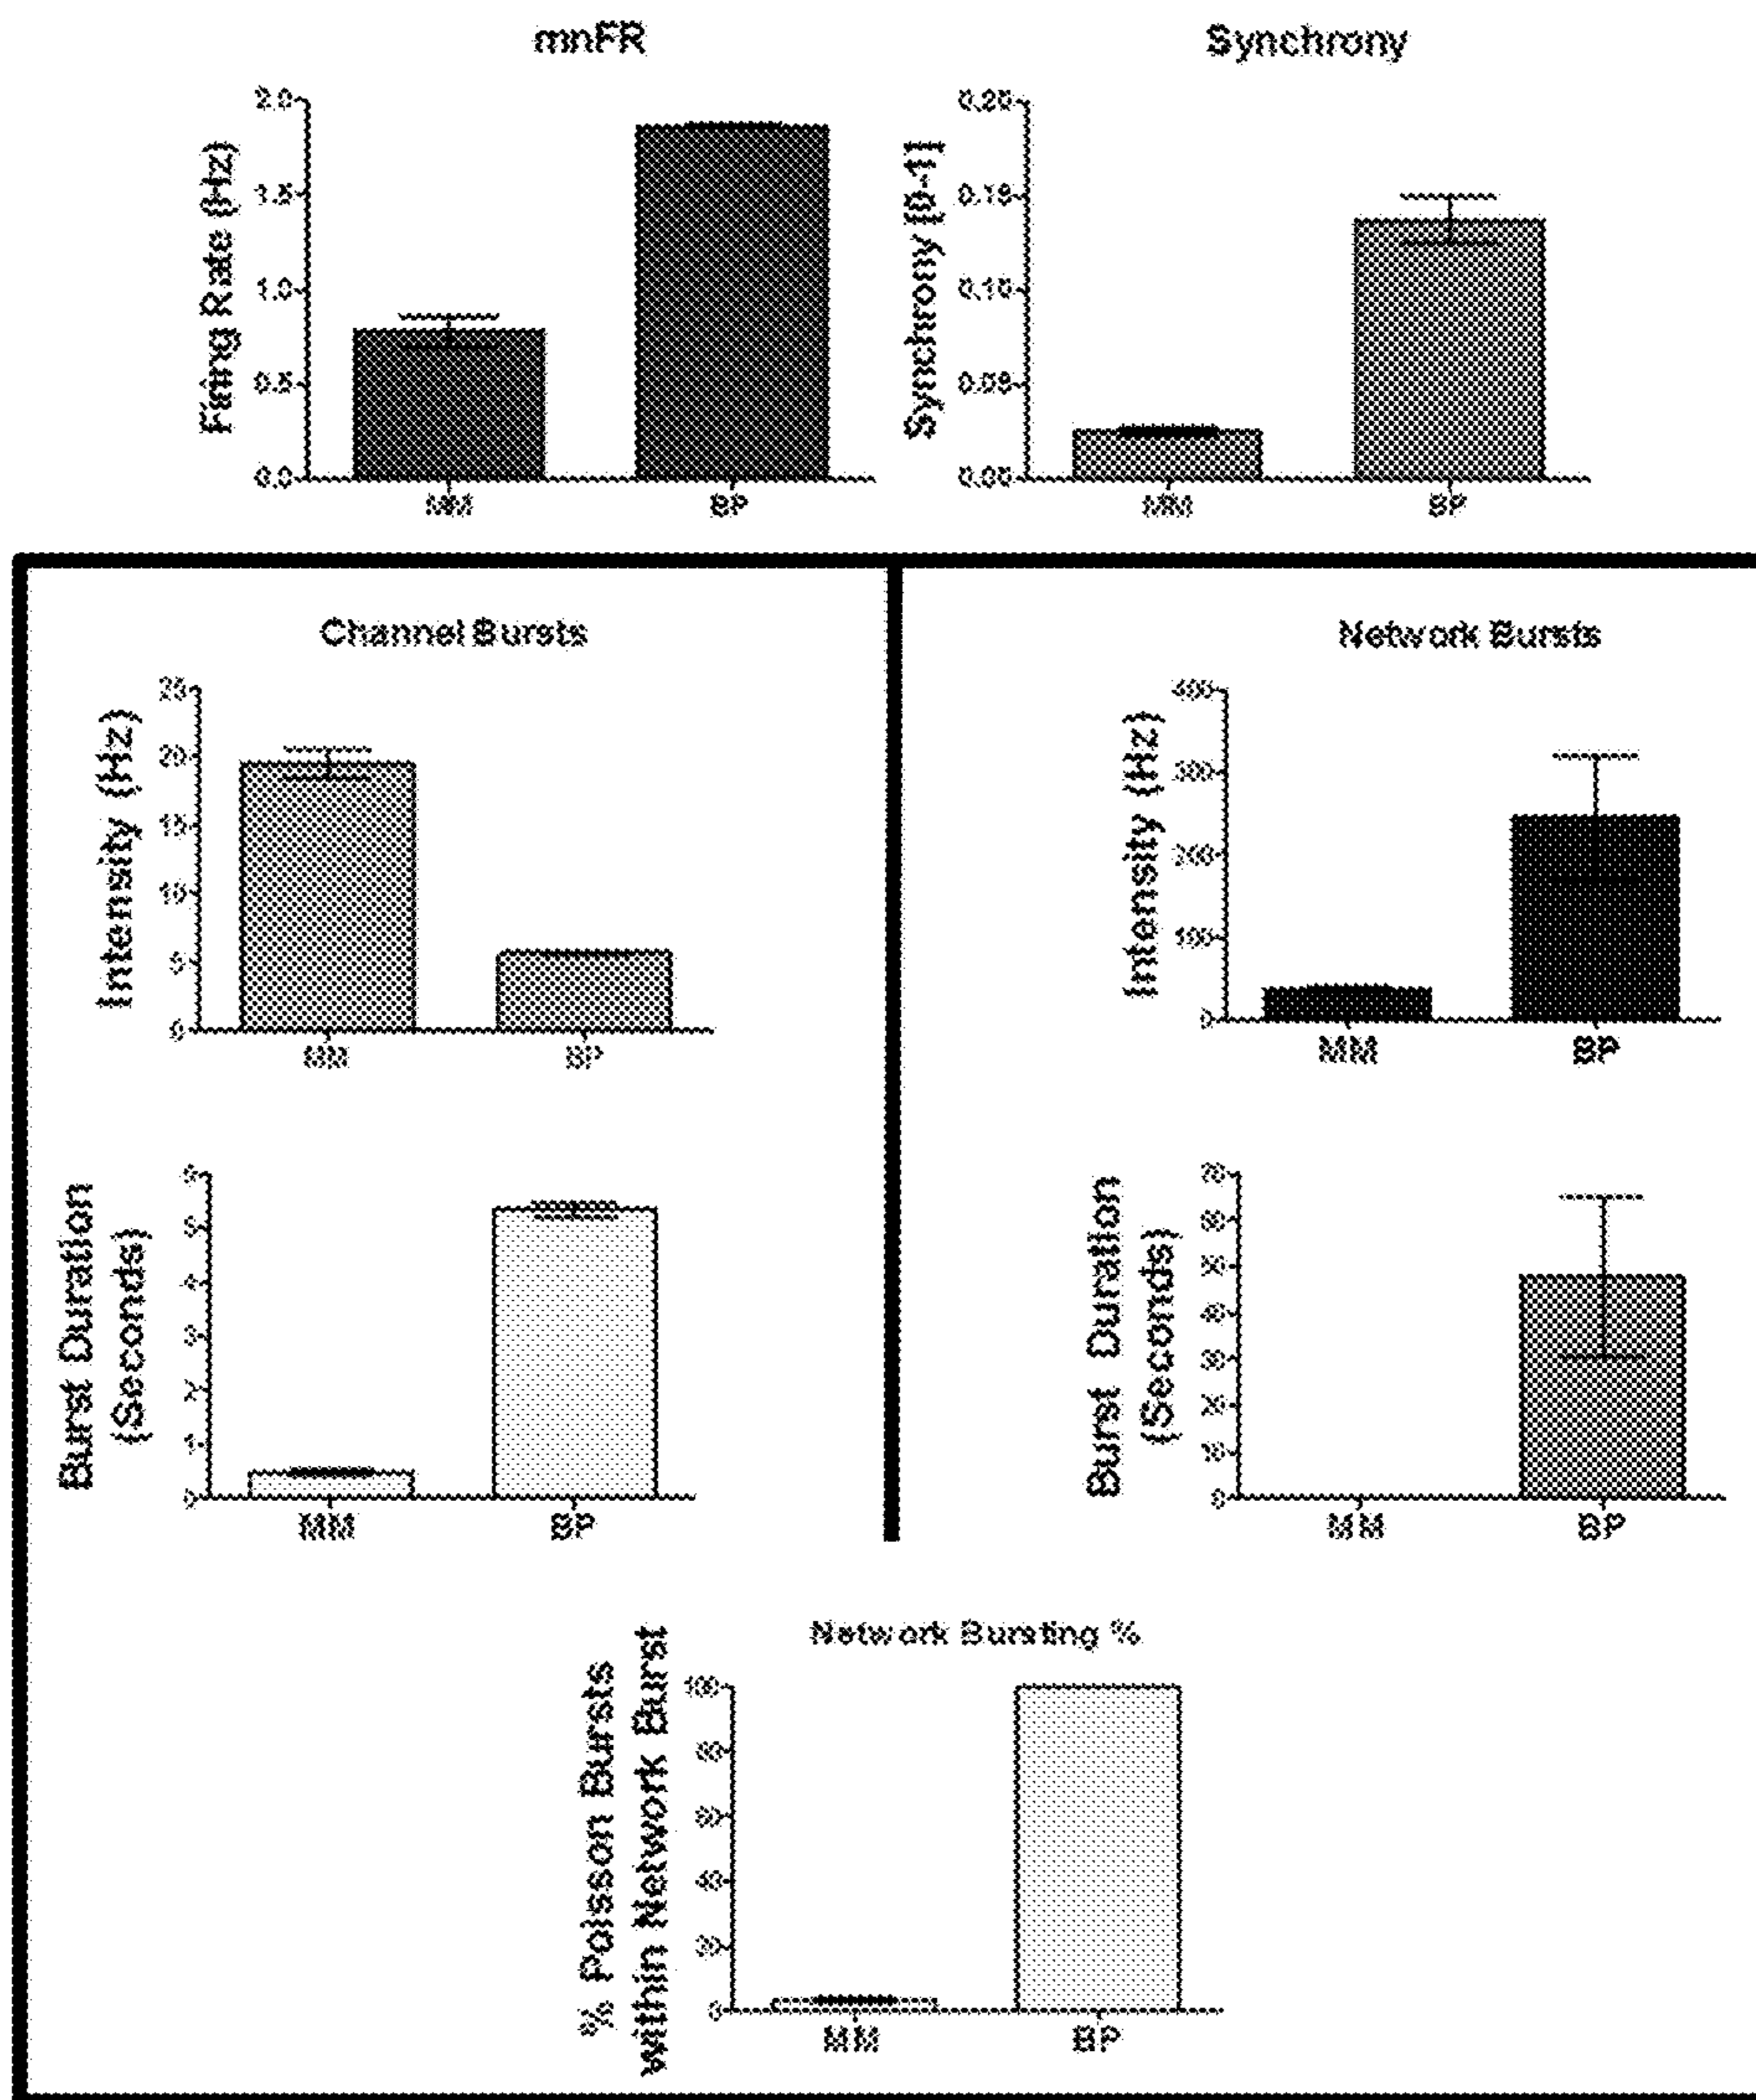 mnFR
Firing Rate (Hz)
2.0
1.5
1.0
0.5
0.0
MM
BP
Synchrony
Synchrony [0-1]
0.20
0.15
0.10
0.05
0.00
MM
BP
Channel Bursts
Intensity (Hz)
25
20
15
10
5
0
MM
BP
Burst Duration
(Seconds)
6
5
4
3
2
1
0
MM
BP
Network Bursts
Intensity (Hz)
400
300
200
100
0
MM
BP
Burst Duration
(Seconds)
70
60
50
40
30
20
10
0
MM
BP
Network Bursting %
% Poisson Bursts
within Network Burst
100
80
60
40
20
0
MM
BP